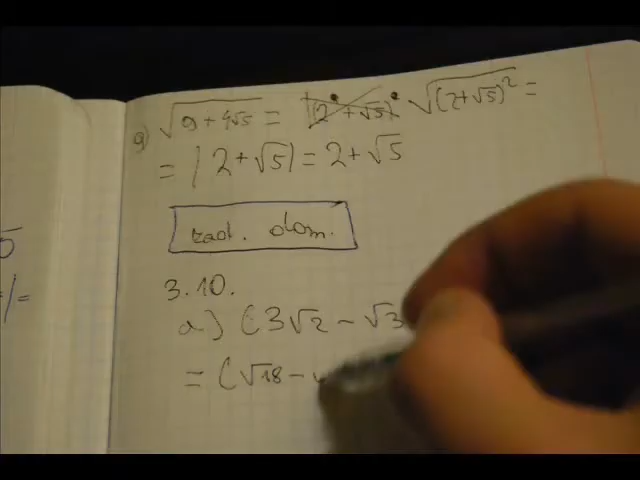 g) √(9 + 4√5) = |(2 + √5)| √(2+√5)² =
= |2 + √5| = 2 + √5
zad. dom.
3.10.
a) (3√2 − √3
= (√18 −
5
/ =